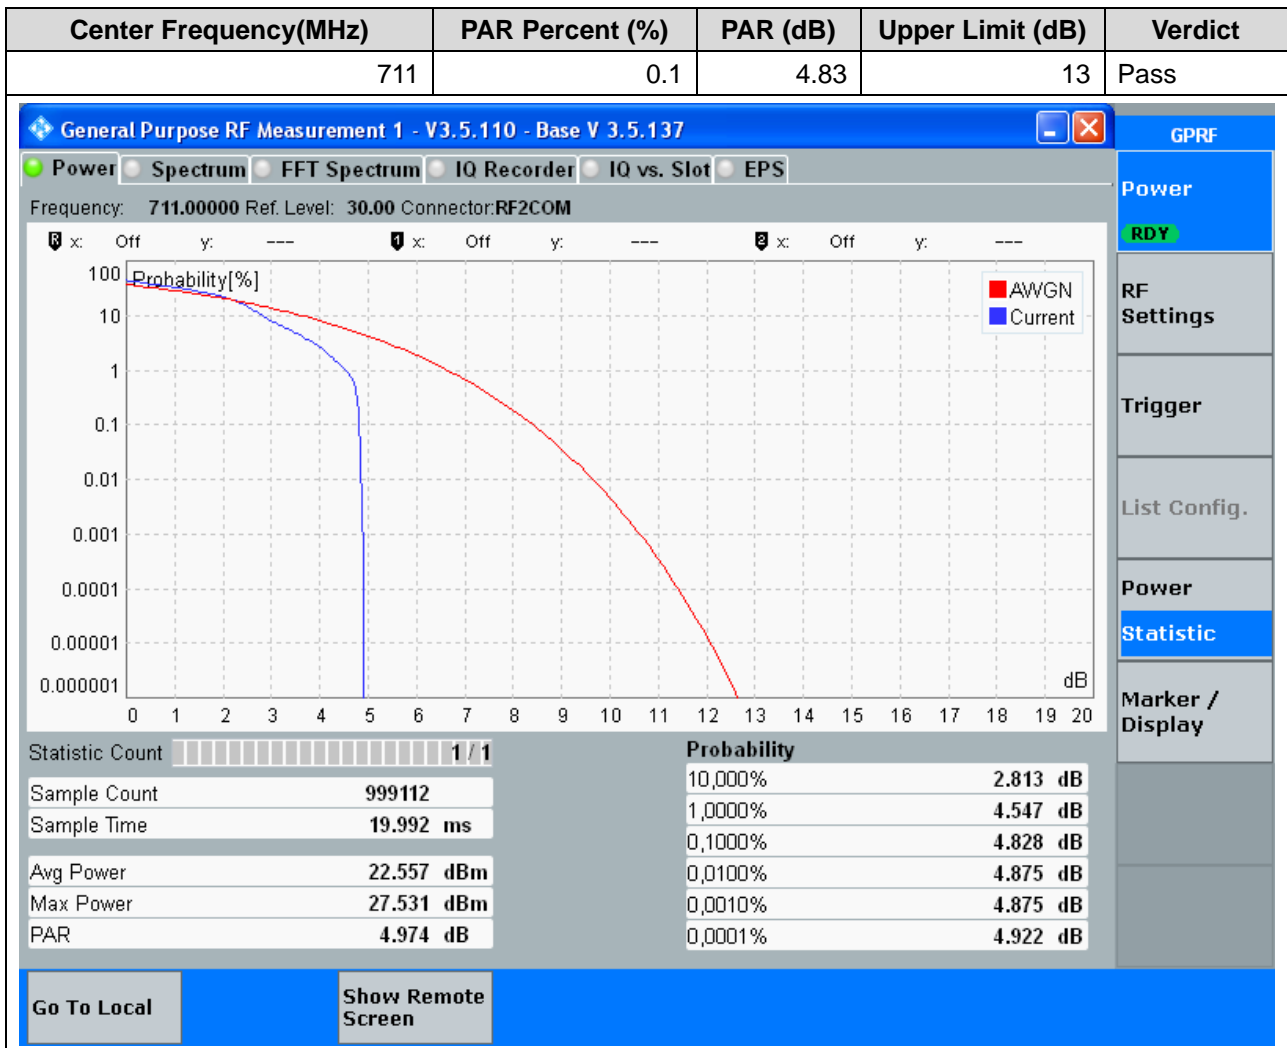 Center Frequency(MHz) PAR Percent (%) PAR (dB) Upper Limit (dB) Verdict
711 0.1 4.83 13 Pass
General Purpose RF Measurement 1 - V3.5.110 - Base V 3.5.137
GPRF
Power Spectrum FFT Spectrum IQ Recorder IQ vs. Slot EPS
Power
RDY
Frequency: 711.00000 Ref. Level: 30.00 Connector:RF2COM
R x: Off y: --- 1 x: Off y: --- 2 x: Off y: ---
Probability[%]
AWGN
Current
100
10
1
0.1
0.01
0.001
0.0001
0.00001
0.000001
dB
0 1 2 3 4 5 6 7 8 9 10 11 12 13 14 15 16 17 18 19 20
RF
Settings
Trigger
List Config.
Power
Statistic
Marker /
Display
Statistic Count 1 / 1
Sample Count 999112
Sample Time 19.992 ms
Avg Power 22.557 dBm
Max Power 27.531 dBm
PAR 4.974 dB
Probability
10,000% 2.813 dB
1,0000% 4.547 dB
0,1000% 4.828 dB
0,0100% 4.875 dB
0,0010% 4.875 dB
0,0001% 4.922 dB
Go To Local
Show Remote
Screen